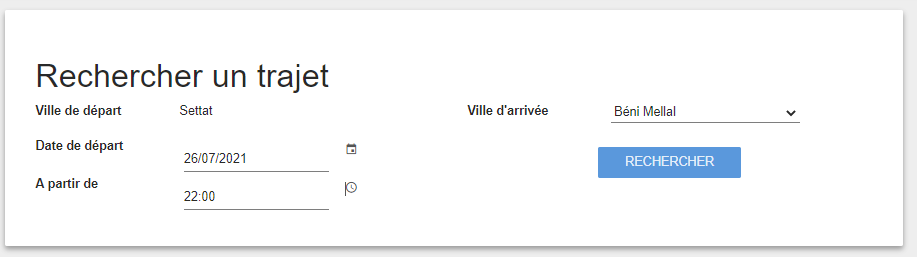 Rechercher un trajet
Ville de départ Settat Ville d'arrivée Béni Mellal
Date de départ 26/07/2021
RECHERCHER
A partir de 22:00